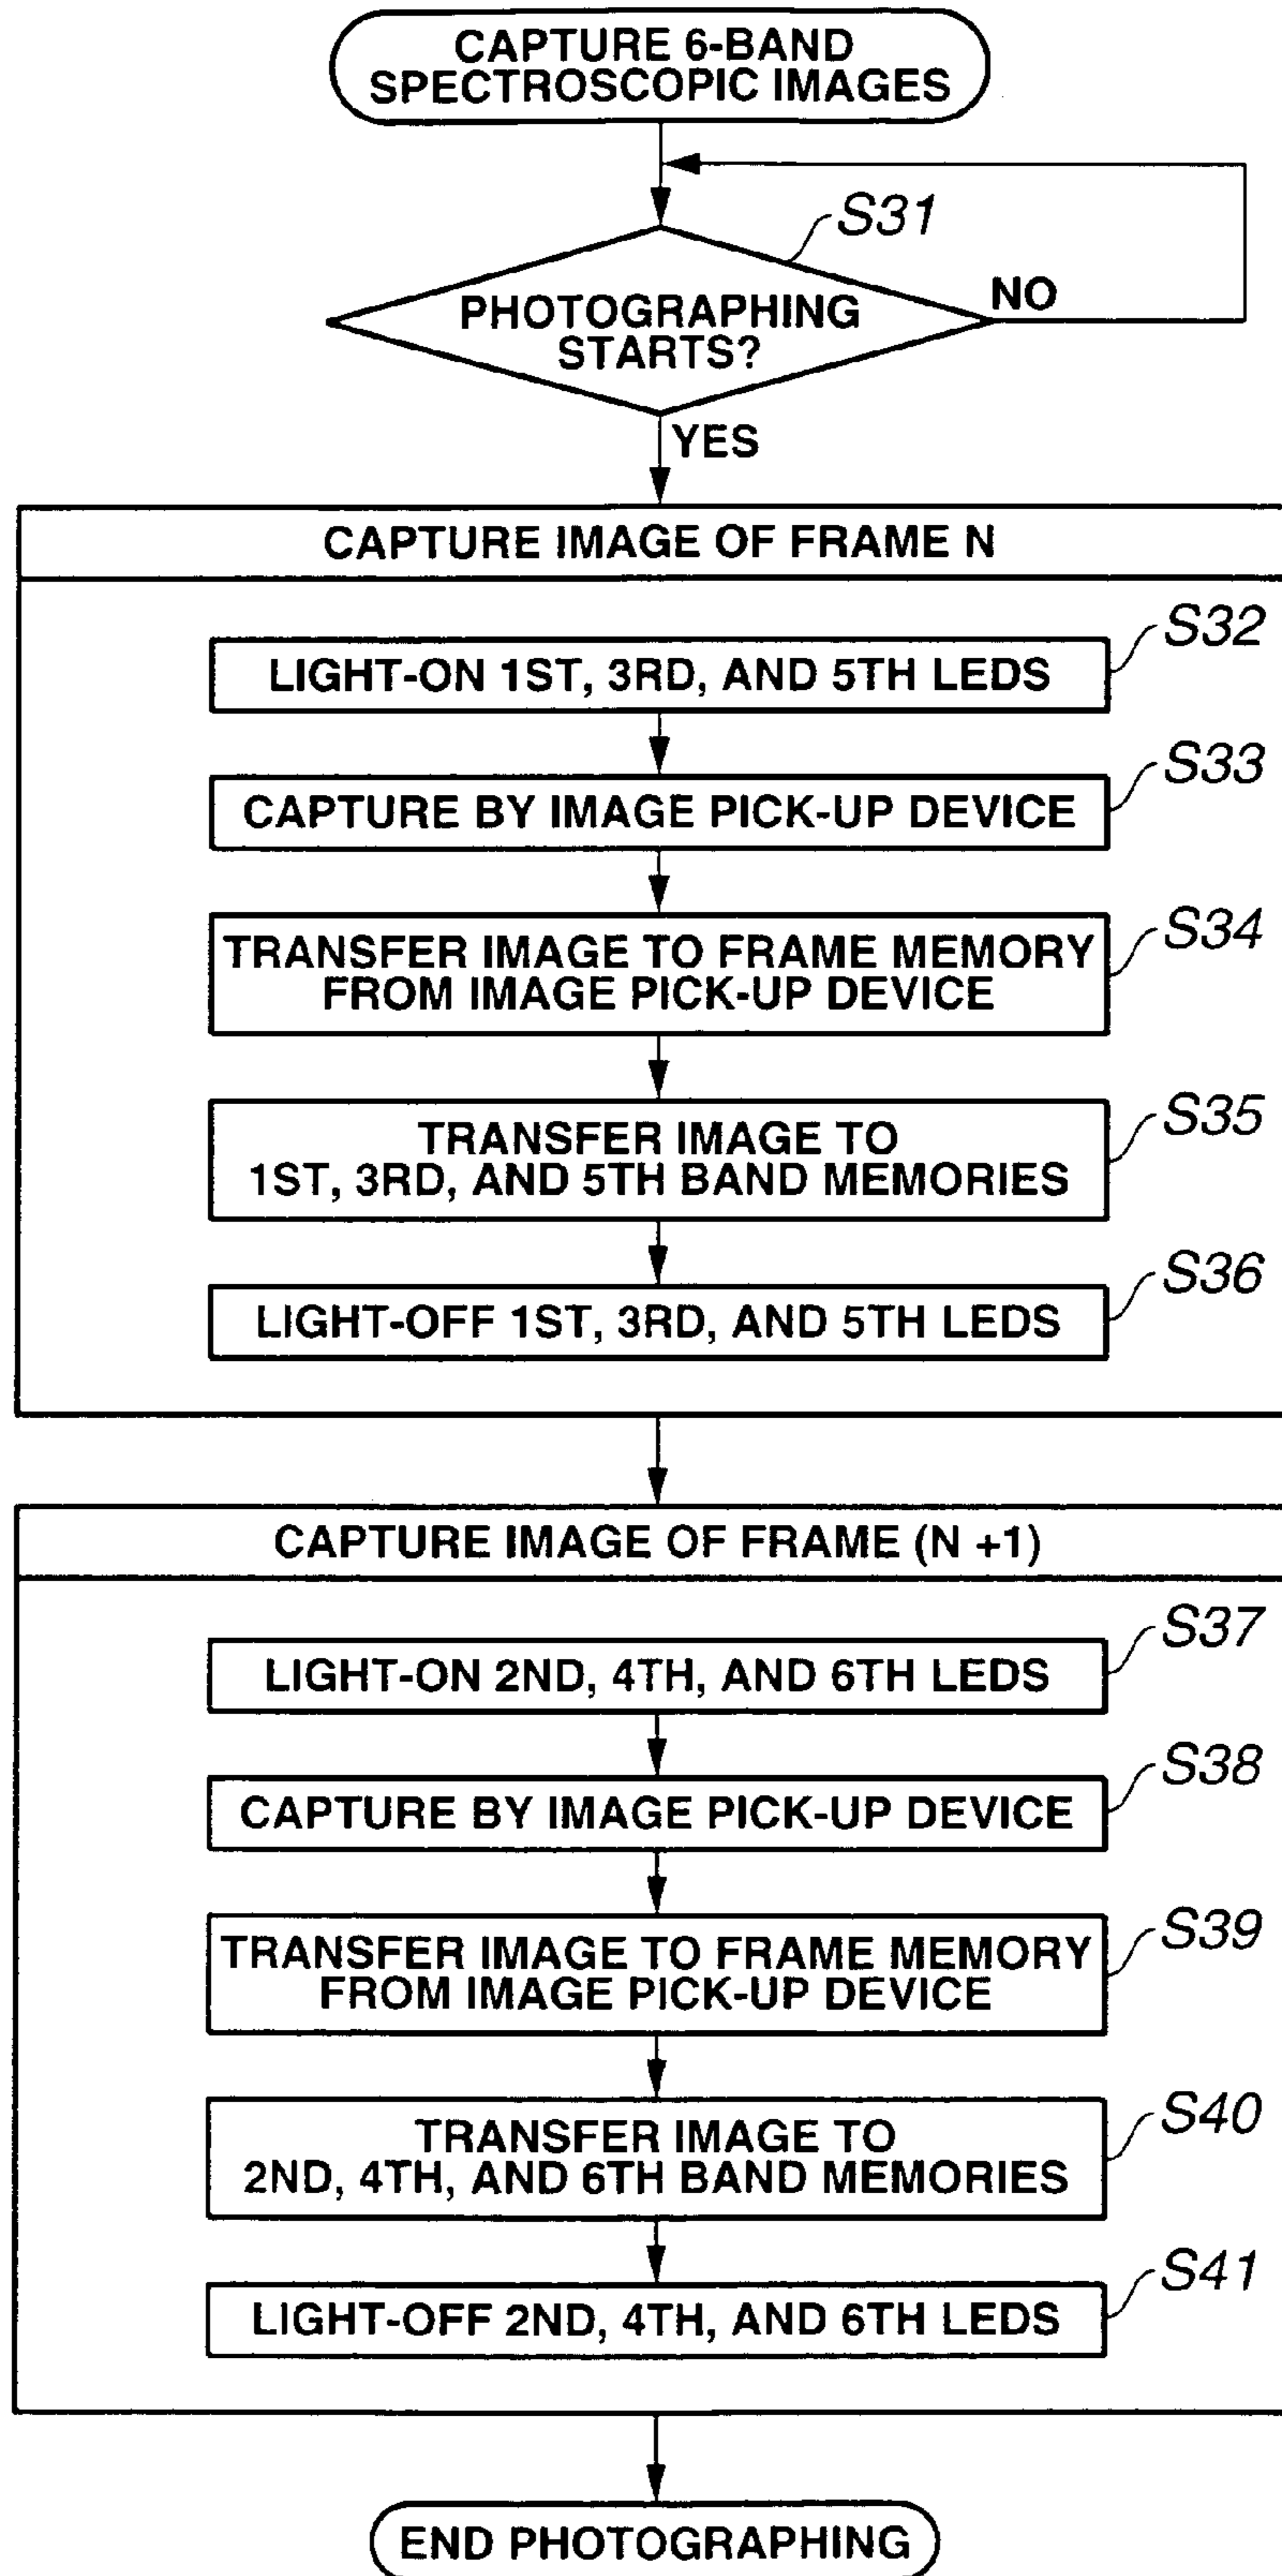 CAPTURE 6-BAND
SPECTROSCOPIC IMAGES
S31
PHOTOGRAPHING
STARTS?
NO
YES
CAPTURE IMAGE OF FRAME N
S32
LIGHT-ON 1ST, 3RD, AND 5TH LEDS
S33
CAPTURE BY IMAGE PICK-UP DEVICE
S34
TRANSFER IMAGE TO FRAME MEMORY
FROM IMAGE PICK-UP DEVICE
S35
TRANSFER IMAGE TO
1ST, 3RD, AND 5TH BAND MEMORIES
S36
LIGHT-OFF 1ST, 3RD, AND 5TH LEDS
CAPTURE IMAGE OF FRAME (N +1)
S37
LIGHT-ON 2ND, 4TH, AND 6TH LEDS
S38
CAPTURE BY IMAGE PICK-UP DEVICE
S39
TRANSFER IMAGE TO FRAME MEMORY
FROM IMAGE PICK-UP DEVICE
S40
TRANSFER IMAGE TO
2ND, 4TH, AND 6TH BAND MEMORIES
S41
LIGHT-OFF 2ND, 4TH, AND 6TH LEDS
END PHOTOGRAPHING